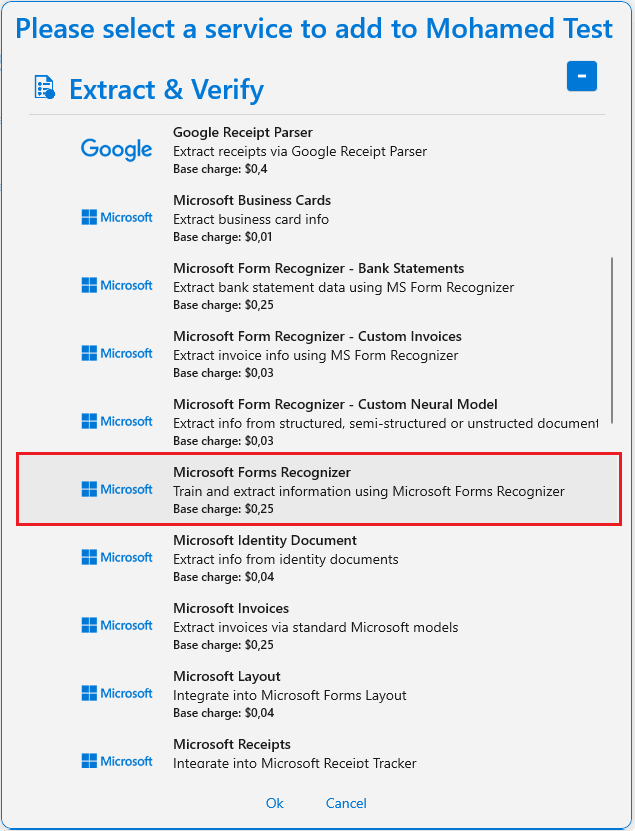 Please select a service to add to Mohamed Test
Extract & Verify
Google
Google Receipt Parser
Extract receipts via Google Receipt Parser
Base charge: $0,4
Microsoft
Microsoft Business Cards
Extract business card info
Base charge: $0,01
Microsoft
Microsoft Form Recognizer - Bank Statements
Extract bank statement data using MS Form Recognizer
Base charge: $0,25
Microsoft
Microsoft Form Recognizer - Custom Invoices
Extract invoice info using MS Form Recognizer
Base charge: $0,03
Microsoft
Microsoft Form Recognizer - Custom Neural Model
Extract info from structured, semi-structured or unstructed document
Base charge: $0,03
Microsoft
Microsoft Forms Recognizer
Train and extract information using Microsoft Forms Recognizer
Base charge: $0,25
Microsoft
Microsoft Identity Document
Extract info from identity documents
Base charge: $0,04
Microsoft
Microsoft Invoices
Extract invoices via standard Microsoft models
Base charge: $0,25
Microsoft
Microsoft Layout
Integrate into Microsoft Forms Layout
Base charge: $0,04
Microsoft
Microsoft Receipts
Integrate into Microsoft Receipt Tracker
Ok Cancel